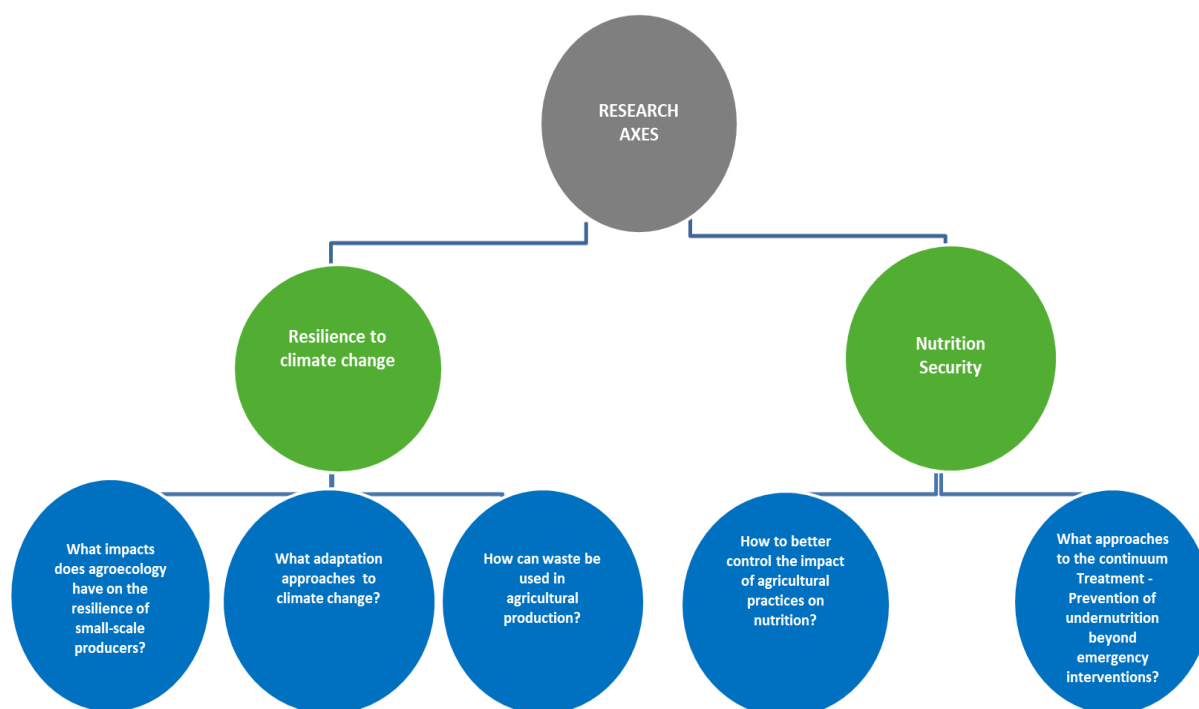 RESEARCH
AXES
Resilience to
climate change
Nutrition
Security
What impacts
does agroecology
have on the
resilience of
small-scale
producers?
What adaptation
approaches to
climate change?
How can waste be
used in
agricultural
production?
How to better
control the impact
of agricultural
practices on
nutrition?
What approaches
to the continuum
Treatment -
Prevention of
undernutrition
beyond
emergency
interventions?